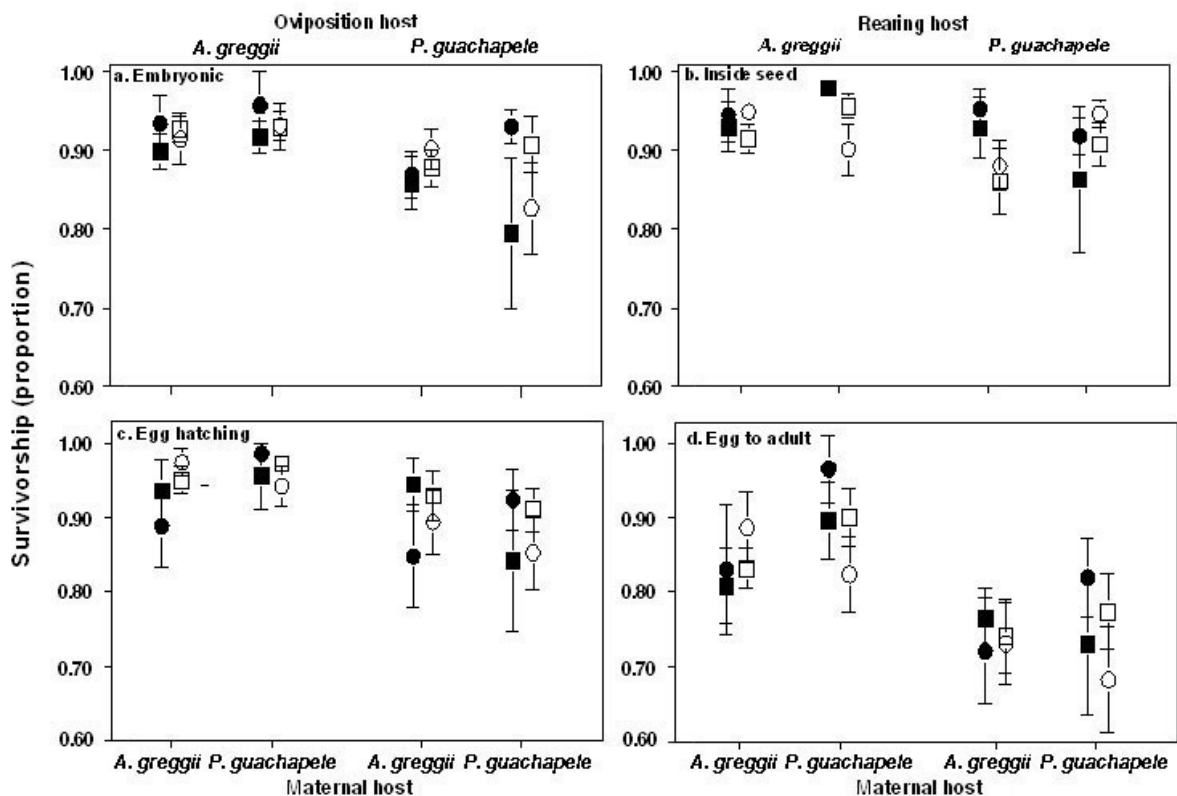 Oviposition host Rearing host
A. greggii P. guachapele A. greggii P. guachapele
a. Embryonic b. Inside seed
1.00
0.90
0.80
0.70
0.60
1.00
0.90
0.80
0.70
0.60
Survivorship (proportion)
c. Egg hatching d. Egg to adult
1.00
0.90
0.80
0.70
0.60
1.00
0.90
0.80
0.70
0.60
A. greggii P. guachapele A. greggii P. guachapele A. greggii P. guachapele A. greggii P. guachapele
Maternal host Maternal host